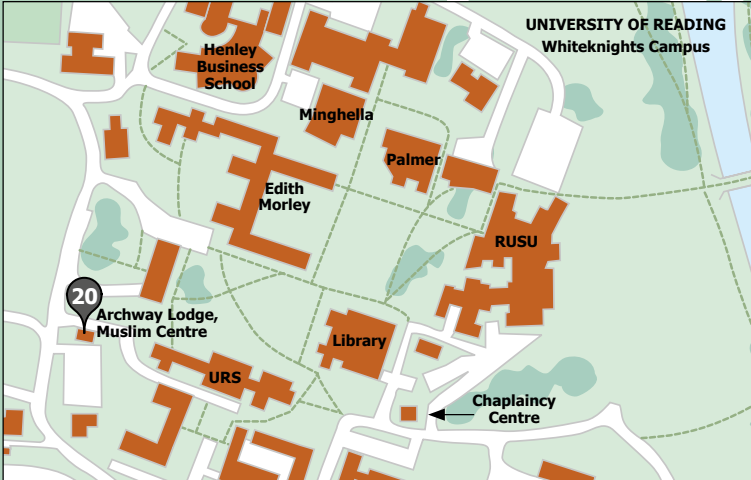 UNIVERSITY OF READING
Whiteknights Campus
Henley
Business
School
Minghella
Palmer
Edith
Morley
RUSU
20
Archway Lodge,
Muslim Centre
Library
URS
Chaplaincy
Centre